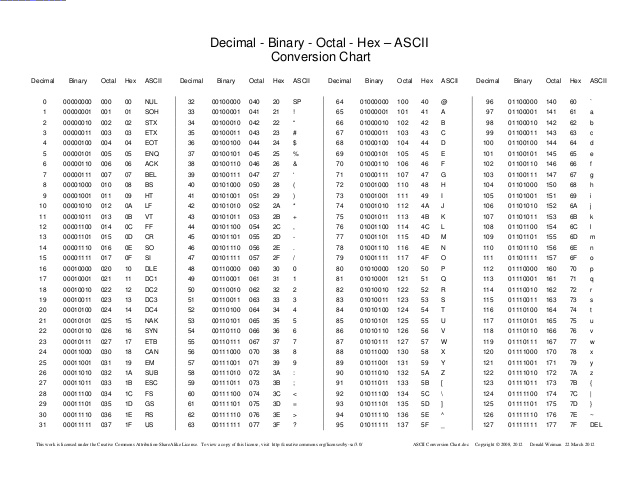 Decimal - Binary - Octal - Hex – ASCII
Conversion Chart
Decimal Binary Octal Hex ASCII Decimal Binary Octal Hex ASCII Decimal Binary Octal Hex ASCII Decimal Binary Octal Hex ASCII
0 00000000 000 00 NUL 32 00100000 040 20 SP 64 01000000 100 40 @ 96 01100000 140 60 `
1 00000001 001 01 SOH 33 00100001 041 21 ! 65 01000001 101 41 A 97 01100001 141 61 a
2 00000010 002 02 STX 34 00100010 042 22 " 66 01000010 102 42 B 98 01100010 142 62 b
3 00000011 003 03 ETX 35 00100011 043 23 # 67 01000011 103 43 C 99 01100011 143 63 c
4 00000100 004 04 EOT 36 00100100 044 24 $ 68 01000100 104 44 D 100 01100100 144 64 d
5 00000101 005 05 ENQ 37 00100101 045 25 % 69 01000101 105 45 E 101 01100101 145 65 e
6 00000110 006 06 ACK 38 00100110 046 26 & 70 01000110 106 46 F 102 01100110 146 66 f
7 00000111 007 07 BEL 39 00100111 047 27 ' 71 01000111 107 47 G 103 01100111 147 67 g
8 00001000 010 08 BS 40 00101000 050 28 ( 72 01001000 110 48 H 104 01101000 150 68 h
9 00001001 011 09 HT 41 00101001 051 29 ) 73 01001001 111 49 I 105 01101001 151 69 i
10 00001010 012 0A LF 42 00101010 052 2A * 74 01001010 112 4A J 106 01101010 152 6A j
11 00001011 013 0B VT 43 00101011 053 2B + 75 01001011 113 4B K 107 01101011 153 6B k
12 00001100 014 0C FF 44 00101100 054 2C , 76 01001100 114 4C L 108 01101100 154 6C l
13 00001101 015 0D CR 45 00101101 055 2D - 77 01001101 115 4D M 109 01101101 155 6D m
14 00001110 016 0E SO 46 00101110 056 2E . 78 01001110 116 4E N 110 01101110 156 6E n
15 00001111 017 0F SI 47 00101111 057 2F / 79 01001111 117 4F O 111 01101111 157 6F o
16 00010000 020 10 DLE 48 00110000 060 30 0 80 01010000 120 50 P 112 01110000 160 70 p
17 00010001 021 11 DC1 49 00110001 061 31 1 81 01010001 121 51 Q 113 01110001 161 71 q
18 00010010 022 12 DC2 50 00110010 062 32 2 82 01010010 122 52 R 114 01110010 162 72 r
19 00010011 023 13 DC3 51 00110011 063 33 3 83 01010011 123 53 S 115 01110011 163 73 s
20 00010100 024 14 DC4 52 00110100 064 34 4 84 01010100 124 54 T 116 01110100 164 74 t
21 00010101 025 15 NAK 53 00110101 065 35 5 85 01010101 125 55 U 117 01110101 165 75 u
22 00010110 026 16 SYN 54 00110110 066 36 6 86 01010110 126 56 V 118 01110110 166 76 v
23 00010111 027 17 ETB 55 00110111 067 37 7 87 01010111 127 57 W 119 01110111 167 77 w
24 00011000 030 18 CAN 56 00111000 070 38 8 88 01011000 130 58 X 120 01111000 170 78 x
25 00011001 031 19 EM 57 00111001 071 39 9 89 01011001 131 59 Y 121 01111001 171 79 y
26 00011010 032 1A SUB 58 00111010 072 3A : 90 01011010 132 5A Z 122 01111010 172 7A z
27 00011011 033 1B ESC 59 00111011 073 3B ; 91 01011011 133 5B [ 123 01111011 173 7B {
28 00011100 034 1C FS 60 00111100 074 3C < 92 01011100 134 5C \ 124 01111100 174 7C |
29 00011101 035 1D GS 61 00111101 075 3D = 93 01011101 135 5D ] 125 01111101 175 7D }
30 00011110 036 1E RS 62 00111110 076 3E > 94 01011110 136 5E ^ 126 01111110 176 7E ~
31 00011111 037 1F US 63 00111111 077 3F ? 95 01011111 137 5F _ 127 01111111 177 7F DEL
This work is licensed under the Creative Commons Attribution-ShareAlike License. To view a copy of this license, visit http://creativecommons.org/licenses/by-sa/3.0/ ASCII Conversion Chart.doc Copyright © 2008, 2012 Donald Weiman 22 March 2012